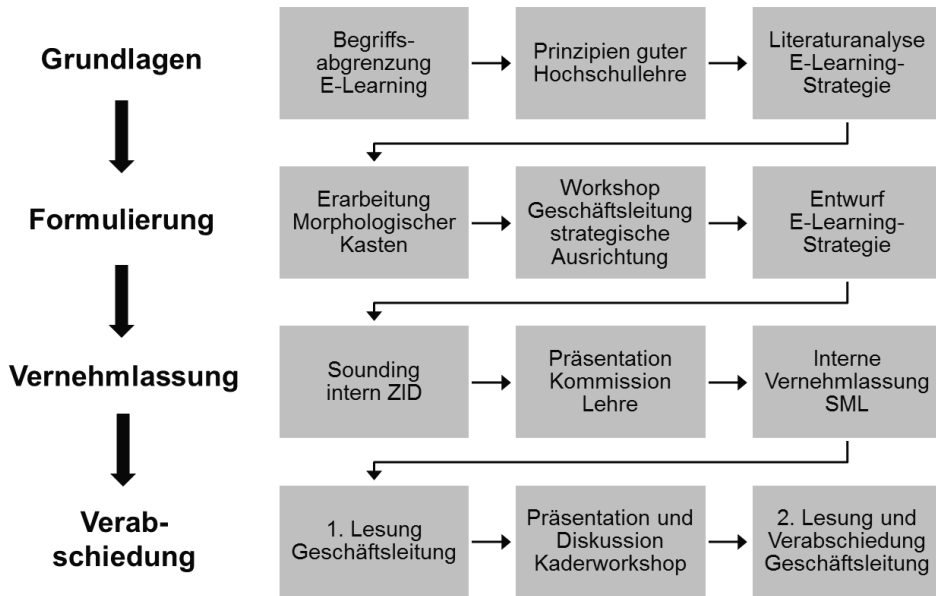 Grundlagen
Begriffs-
abgrenzung
E-Learning
Prinzipien guter
Hochschullehre
Literaturanalyse
E-Learning-
Strategie
Formulierung
Erarbeitung
Morphologischer
Kasten
Workshop
Geschäftsleitung
strategische
Ausrichtung
Entwurf
E-Learning-
Strategie
Vernehmlassung
Sounding
intern ZID
Präsentation
Kommission
Lehre
Interne
Vernehmlassung
SML
Verab-
schiedung
1. Lesung
Geschäftsleitung
Präsentation und
Diskussion
Kaderworkshop
2. Lesung und
Verabschiedung
Geschäftsleitung